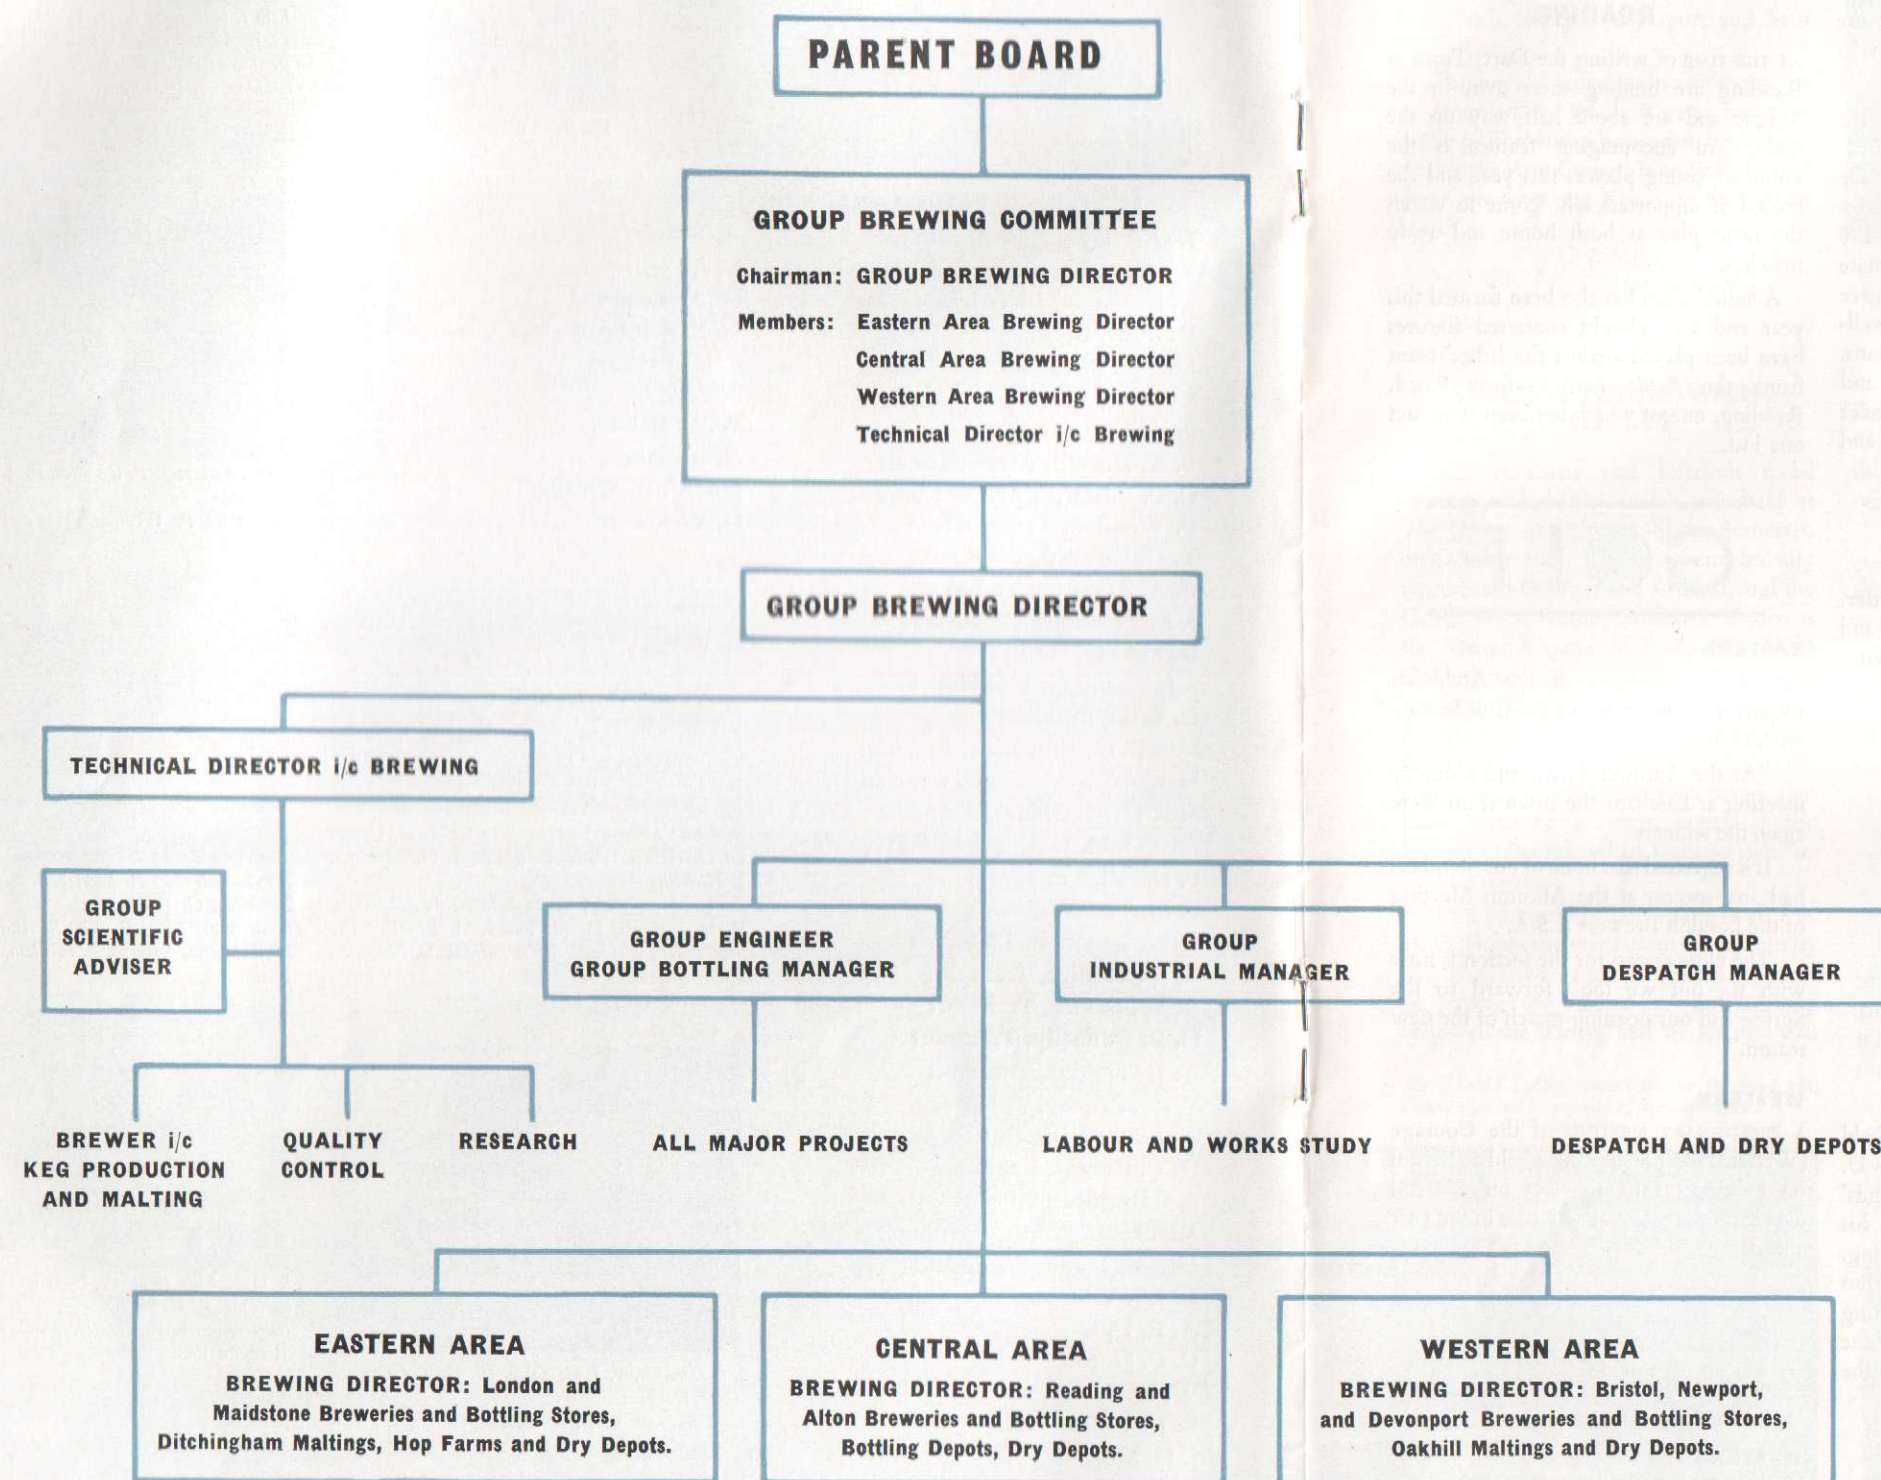 PARENT BOARD
GROUP BREWING COMMITTEE
Chairman: GROUP BREWING DIRECTOR
Members: Eastern Area Brewing Director
Central Area Brewing Director
Western Area Brewing Director
Technical Director i/c Brewing
GROUP BREWING DIRECTOR
TECHNICAL DIRECTOR i/c BREWING
GROUP
SCIENTIFIC
ADVISER
GROUP ENGINEER
GROUP BOTTLING MANAGER
GROUP
INDUSTRIAL MANAGER
GROUP
DESPATCH MANAGER
BREWER i/c
KEG PRODUCTION
AND MALTING
QUALITY
CONTROL
RESEARCH
ALL MAJOR PROJECTS
LABOUR AND WORKS STUDY
DESPATCH AND DRY DEPOTS
EASTERN AREA
BREWING DIRECTOR: London and
Maidstone Breweries and Bottling Stores,
Ditchingham Maltings, Hop Farms and Dry Depots.
CENTRAL AREA
BREWING DIRECTOR: Reading and
Alton Breweries and Bottling Stores,
Bottling Depots, Dry Depots.
WESTERN AREA
BREWING DIRECTOR: Bristol, Newport,
and Devonport Breweries and Bottling Stores,
Oakhill Maltings and Dry Depots.